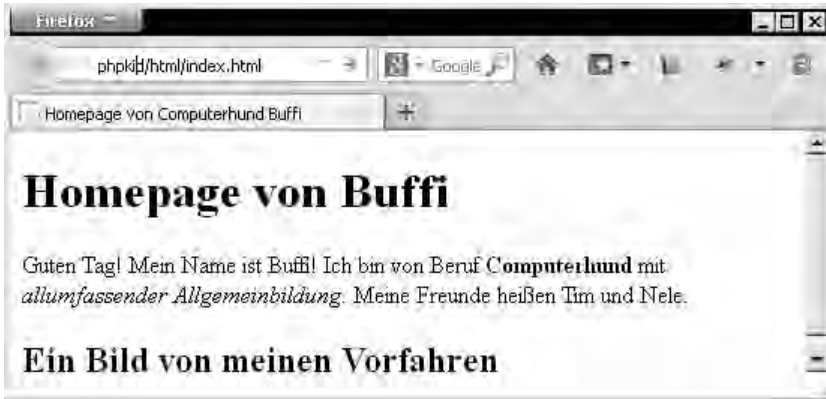 Firefox
phpkid/html/index.html
Google
Homepage von Computerhund Buffi
Homepage von Buffi
Guten Tag! Mein Name ist Buffi! Ich bin von Beruf Computerhund mit
allumfassender Allgemeinbildung. Meine Freunde heißen Tim und Nele.
Ein Bild von meinen Vorfahren